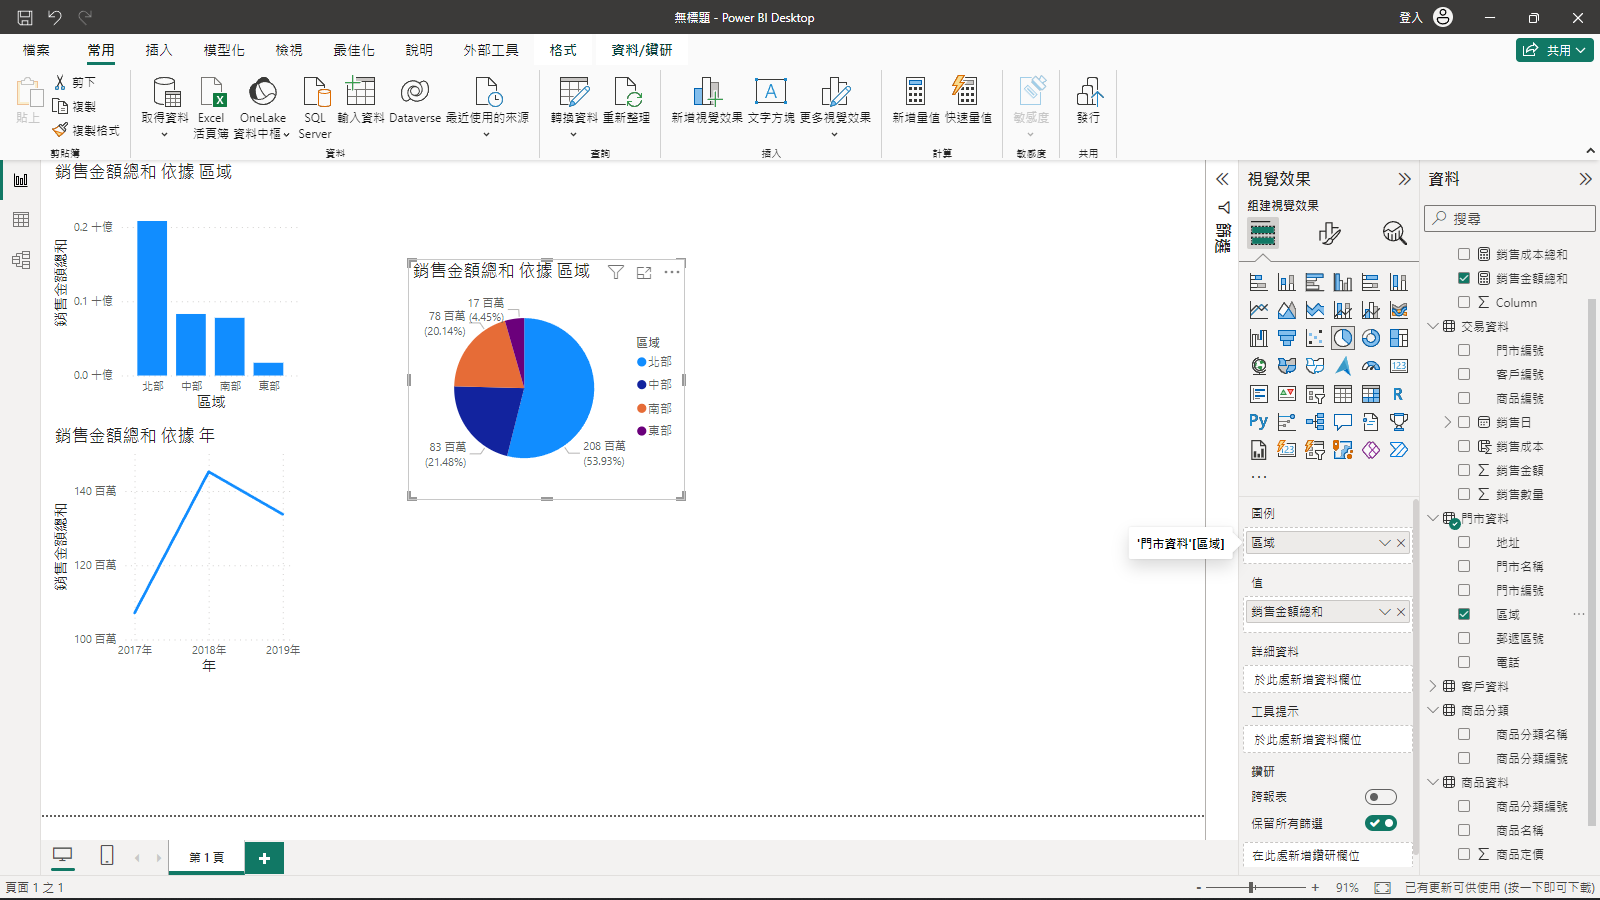 無標題 - Power BI Desktop
登入
檔案 常用 插入 模型化 檢視 最佳化 說明 外部工具 格式 資料/鑽研
共用
貼上
剪下
複製
複製格式
剪貼簿
取得資料
Excel
活頁簿
OneLake
資料中樞
SQL
Server
輸入資料
Dataverse
最近使用的來源
資料
轉換資料
重新整理
查詢
新增視覺效果
文字方塊
更多視覺效果
插入
新增量值
快速量值
計算
敏感度
敏感度
發行
共用
銷售金額總和 依據 區域
銷售金額總和
0.2 十億
0.1 十億
0.0 十億
北部 中部 南部 東部
區域
銷售金額總和 依據 年
銷售金額總和
140 百萬
120 百萬
100 百萬
2017年 2018年 2019年
年
銷售金額總和 依據 區域
17 百萬
(4.45%)
78 百萬
(20.14%)
83 百萬
(21.48%)
208 百萬
(53.93%)
區域
北部
中部
南部
東部
篩選
視覺效果
組建視覺效果
123
R
Py
123
圖例
區域
'門市資料'[區域]
值
銷售金額總和
詳細資料
於此處新增資料欄位
工具提示
於此處新增資料欄位
鑽研
跨報表
保留所有篩選
在此處新增鑽研欄位
資料
搜尋
銷售成本總和
銷售金額總和
Column
交易資料
門市編號
客戶編號
商品編號
銷售日
銷售成本
銷售金額
銷售數量
門市資料
地址
門市名稱
門市編號
區域
郵遞區號
電話
客戶資料
商品分類
商品分類名稱
商品分類編號
商品資料
商品分類編號
商品名稱
商品定價
第 1 頁
頁面 1 之 1
- + 91%
已有更新可供使用 (按一下即可下載)